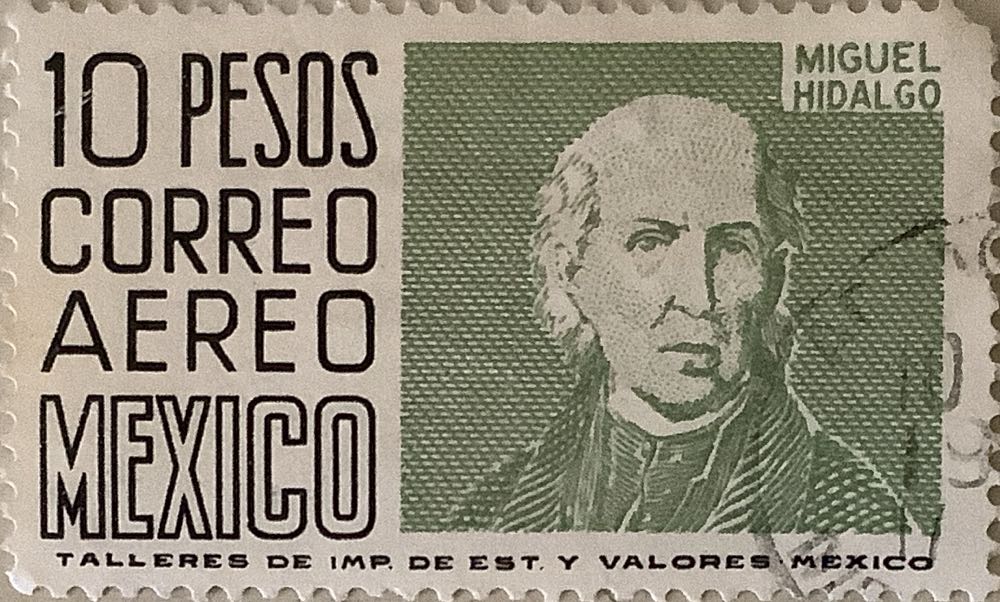 10 PESOS
CORREO
AEREO
MEXICO
MIGUEL
HIDALGO
TALLERES DE IMP. DE EST. Y VALORES·MEXICO